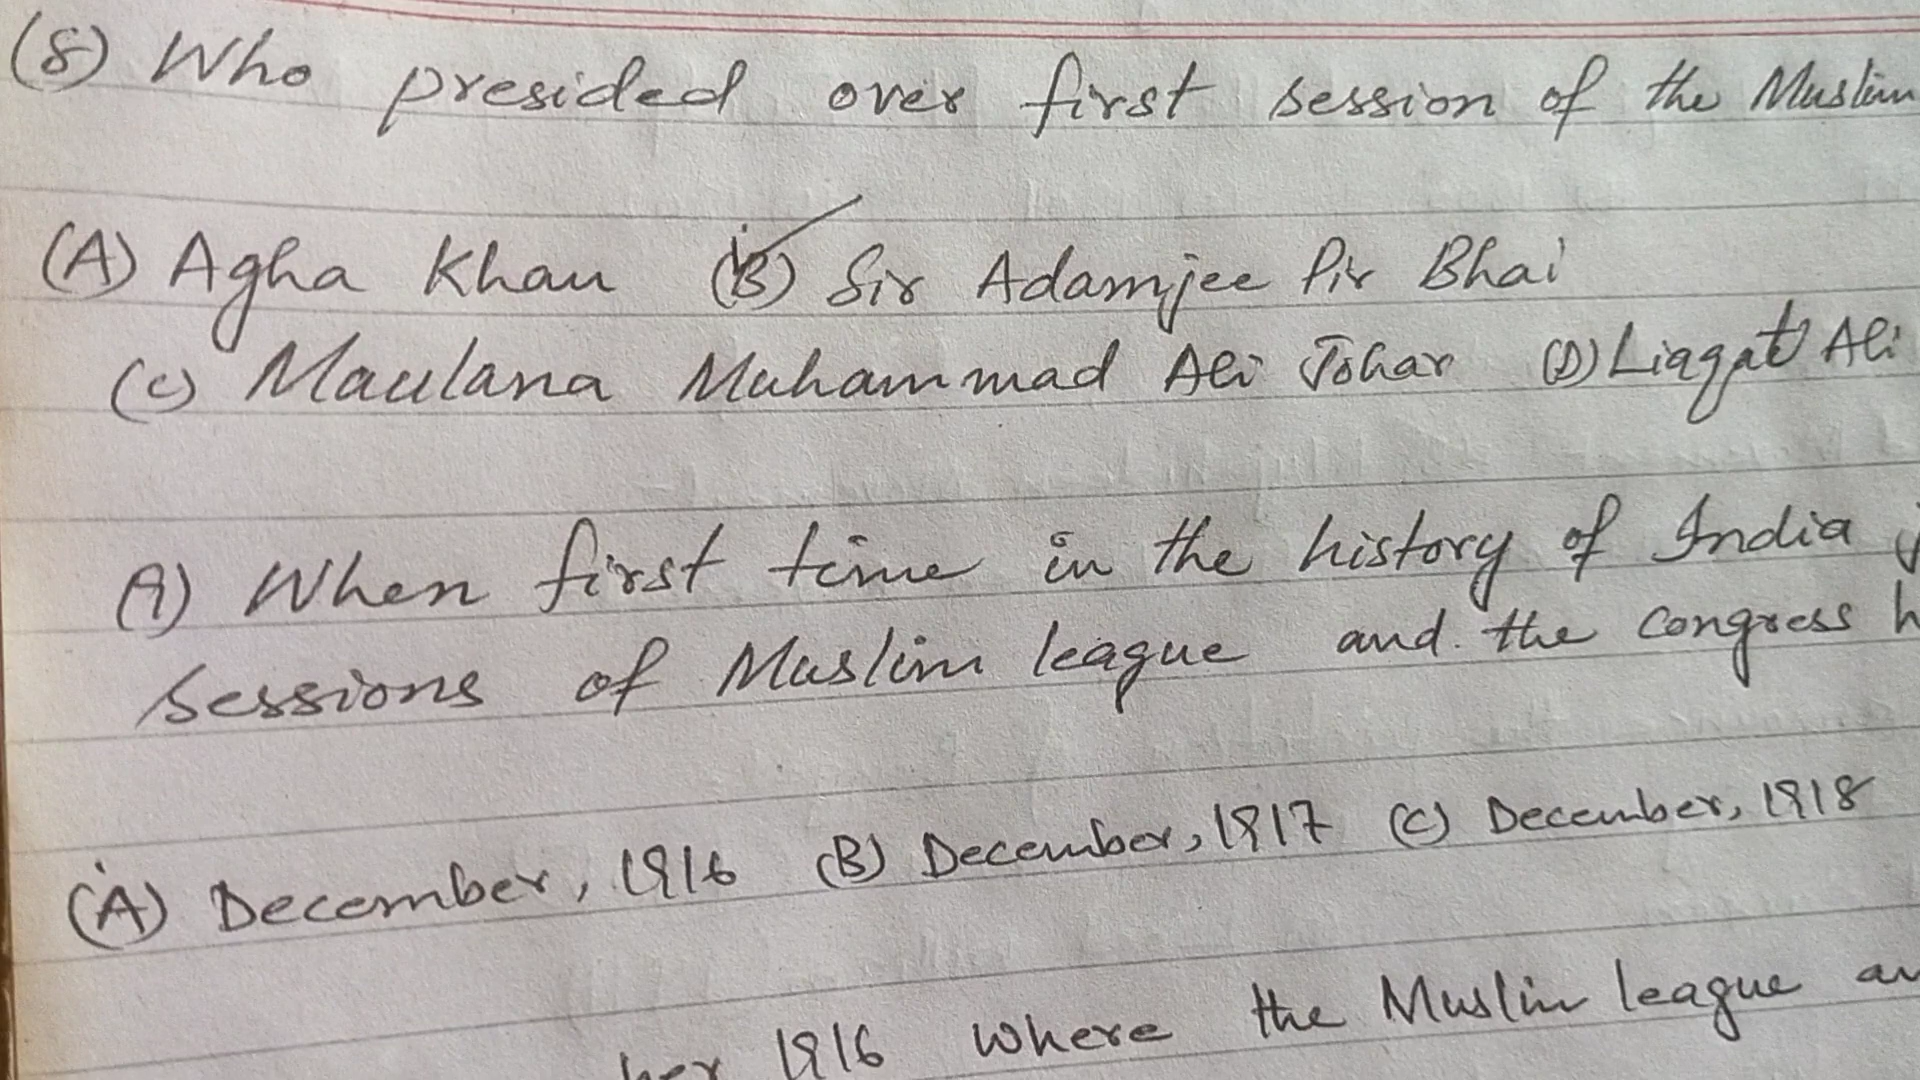 (8) Who presided over first session of the Muslim
(A) Agha Khan (B) Sir Adamjee Pir Bhai
(C) Maulana Muhammad Ali Johar (D) Liaqat Ali
9) When first time in the history of India
sessions of Muslim league and the Congress
(A) December, 1916 (B) December, 1917 (C) December, 1918
1916 where the Muslim league